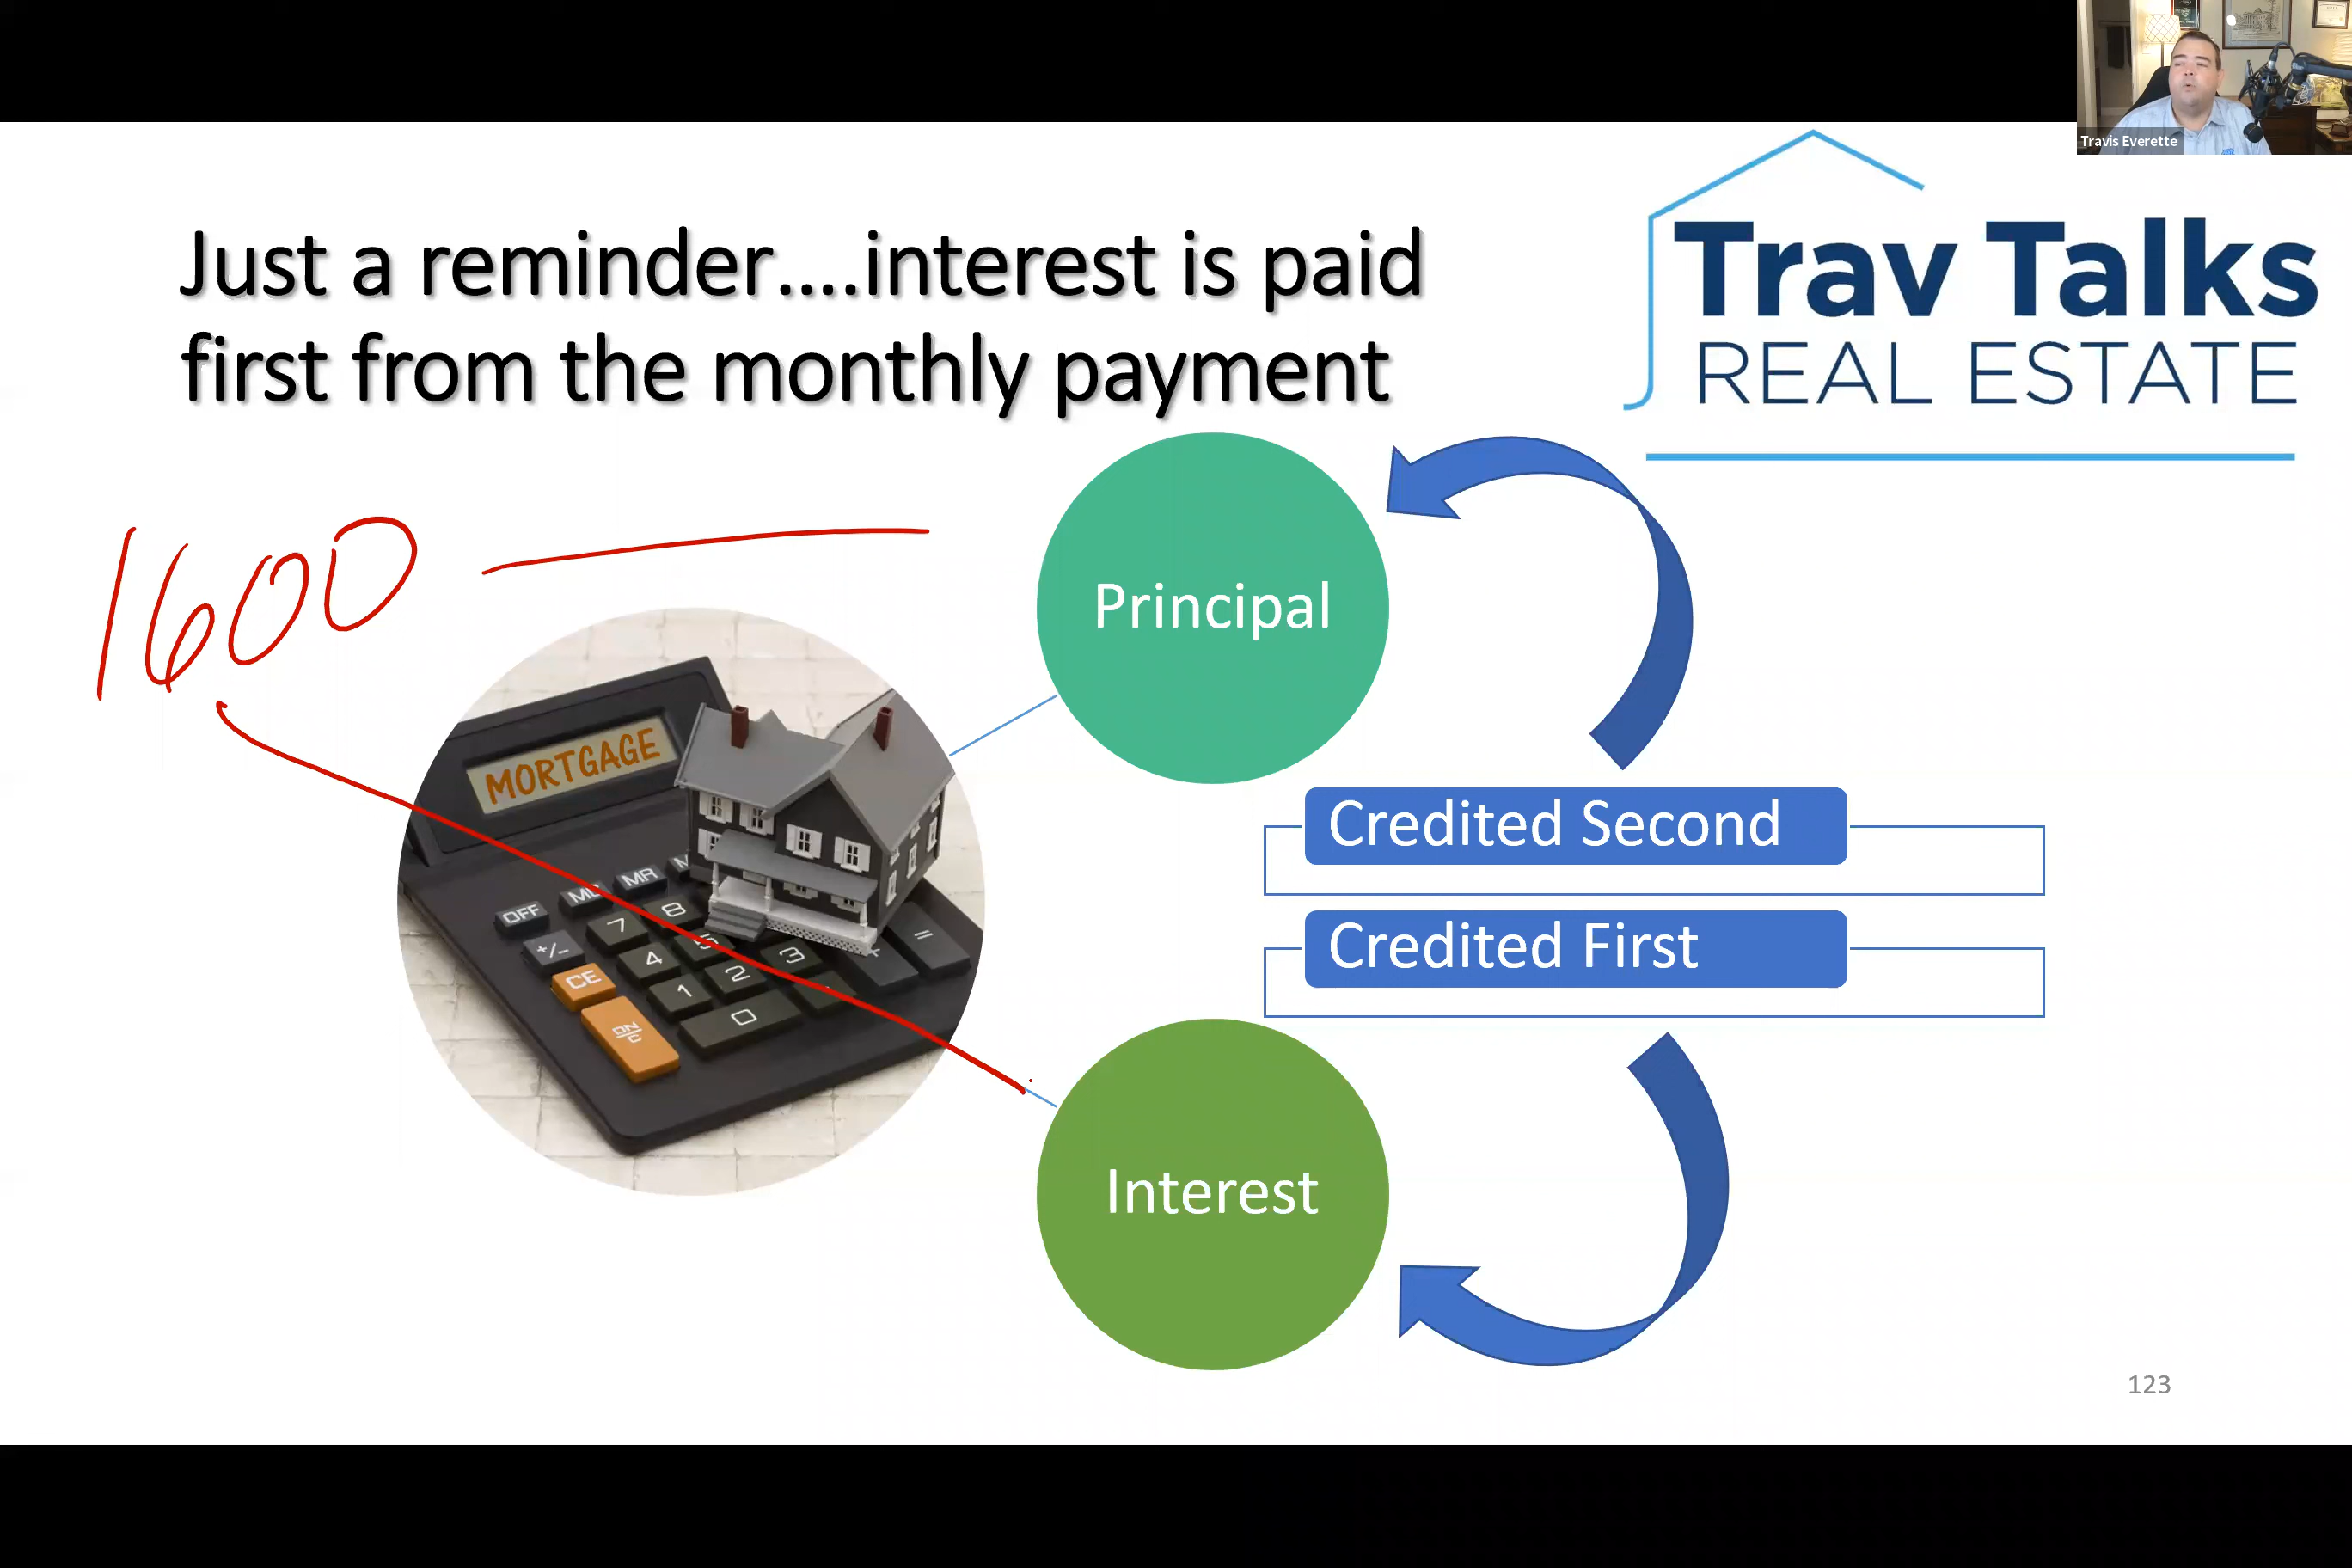 Travis Everette
Trav Talks
REAL ESTATE
Just a reminder....interest is paid
first from the monthly payment
1600
Principal
MORTGAGE
Credited Second
Credited First
OFF
MR
+/-
7
8
CE
4
5
3
=
1
2
0
Interest
123